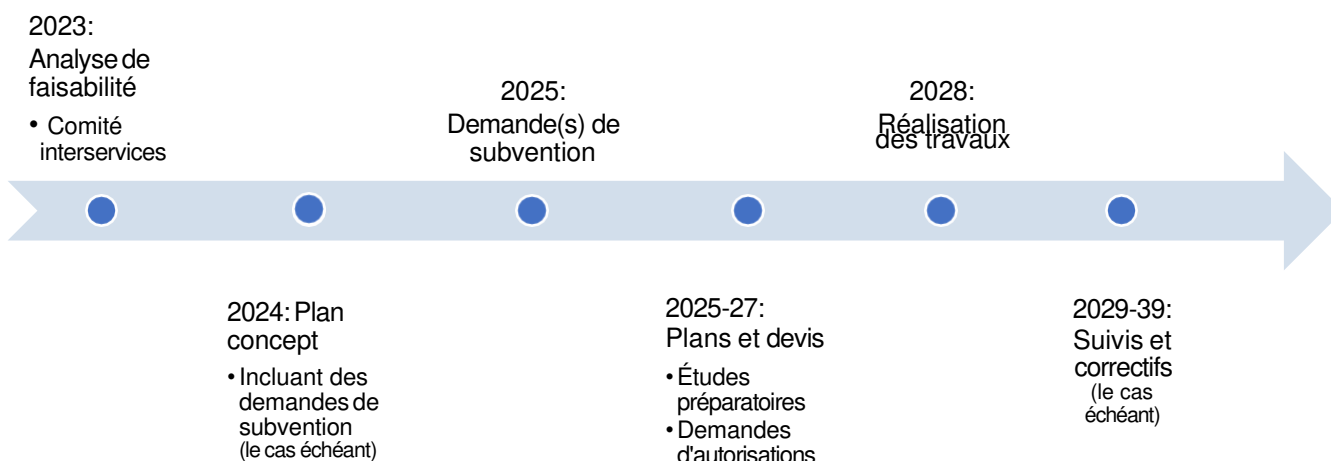 2023:
Analyse de
faisabilité
• Comité
interservices
2024: Plan
concept
• Incluant des
demandes de
subvention
(le cas échéant)
2025:
Demande(s) de
subvention
2025-27:
Plans et devis
• Études
préparatoires
• Demandes
d'autorisations
2028:
Réalisation
des travaux
2029-39:
Suivis et
correctifs
(le cas
échéant)